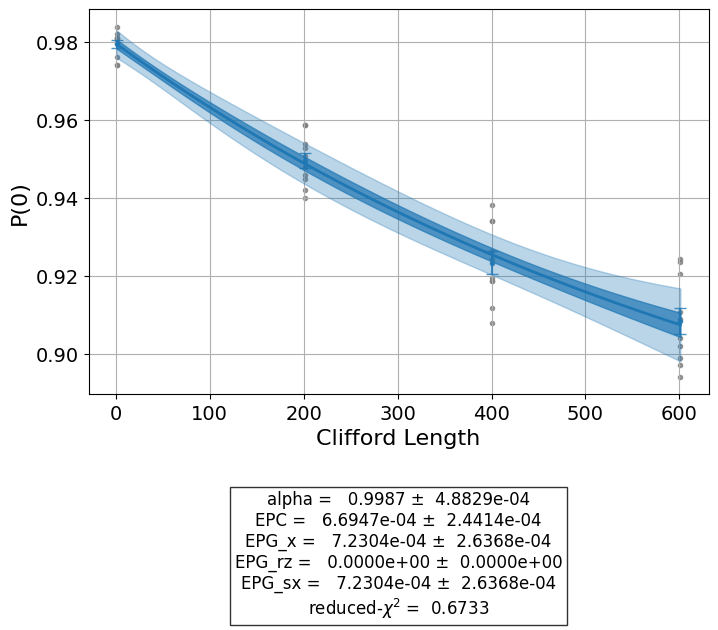 0.98
0.96
0.94
0.92
0.90
P(0)
0 100 200 300 400 500 600
Clifford Length
alpha = 0.9987 ± 4.8829e-04
EPC = 6.6947e-04 ± 2.4414e-04
EPG_x = 7.2304e-04 ± 2.6368e-04
EPG_rz = 0.0000e+00 ± 0.0000e+00
EPG_sx = 7.2304e-04 ± 2.6368e-04
reduced-χ² = 0.6733